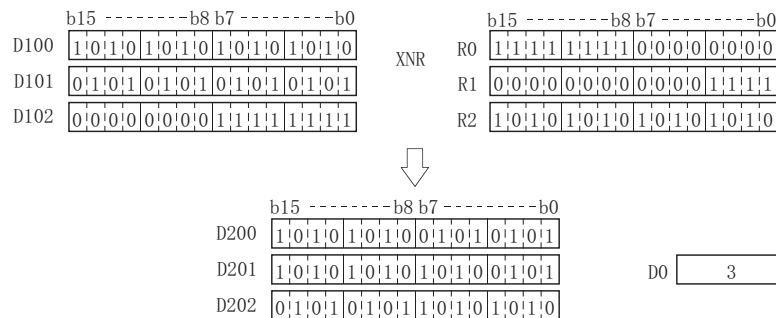 b15 --------b8 b7 --------b0 b15 --------b8 b7 --------b0
D100 1 0 1 0 1 0 1 0 1 0 1 0 1 0 1 0 XNR R0 1 1 1 1 1 1 1 1 0 0 0 0 0 0 0 0
D101 0 1 0 1 0 1 0 1 0 1 0 1 0 1 0 1 R1 0 0 0 0 0 0 0 0 0 0 0 0 1 1 1 1
D102 0 0 0 0 0 0 0 0 1 1 1 1 1 1 1 1 R2 1 0 1 0 1 0 1 0 1 0 1 0 1 0 1 0
b15 --------b8 b7 --------b0
D200 1 0 1 0 1 0 1 0 0 1 0 1 0 1 0 1
D201 1 0 1 0 1 0 1 0 1 0 1 0 0 1 0 1 D0 3
D202 0 1 0 1 0 1 0 1 1 0 1 0 1 0 1 0